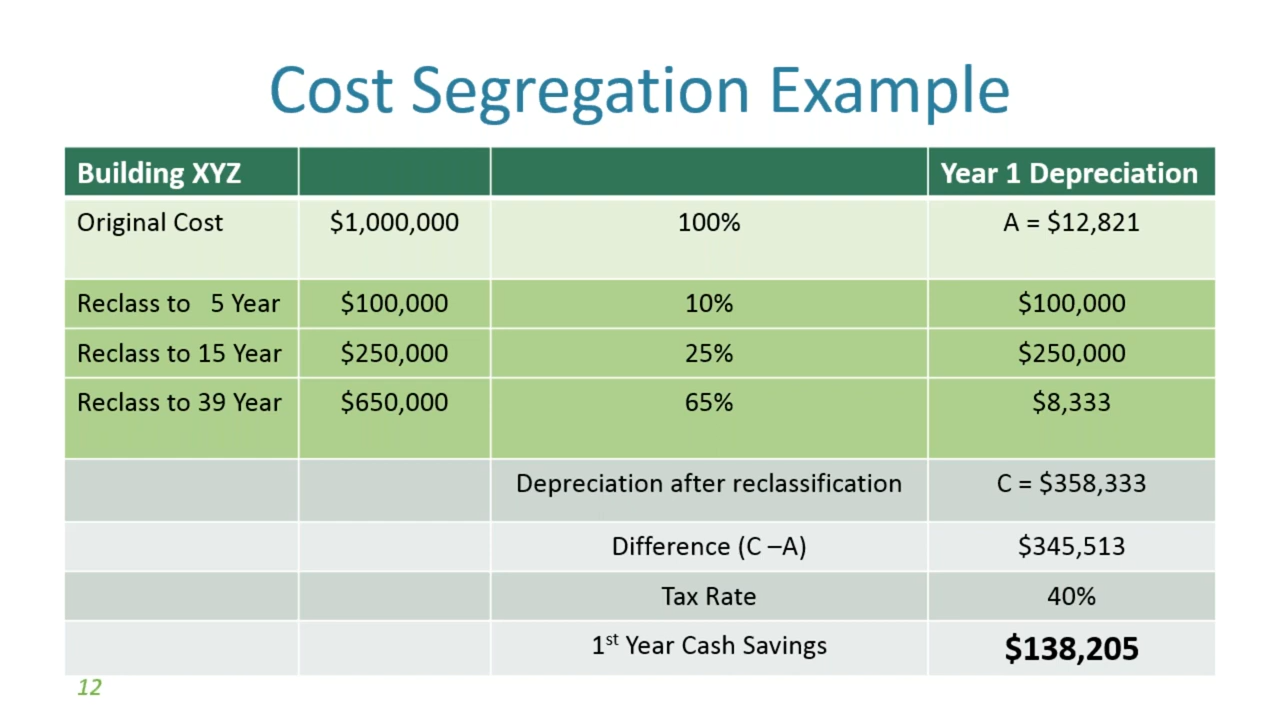 Cost Segregation Example
Building XYZ Year 1 Depreciation
Original Cost $1,000,000 100% A = $12,821
Reclass to 5 Year $100,000 10% $100,000
Reclass to 15 Year $250,000 25% $250,000
Reclass to 39 Year $650,000 65% $8,333
Depreciation after reclassification C = $358,333
Difference (C –A) $345,513
Tax Rate 40%
1st Year Cash Savings $138,205
12